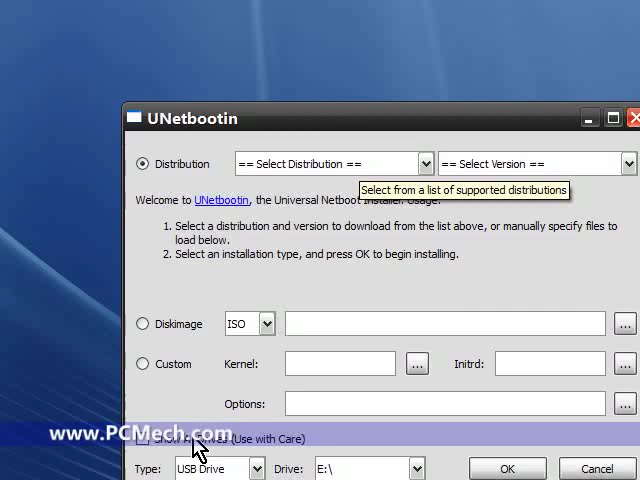 UNetbootin
Distribution == Select Distribution == == Select Version ==
Select from a list of supported distributions
Welcome to UNetbootin, the Universal Netboot Installer. Usage:
1. Select a distribution and version to download from the list above, or manually specify files to
load below.
2. Select an installation type, and press OK to begin installing.
Diskimage ISO ...
Custom Kernel: ... Initrd: ...
Options: ...
www.PCMech.com
Show All Drives (Use with Care)
Type: USB Drive Drive: E:\ OK Cancel